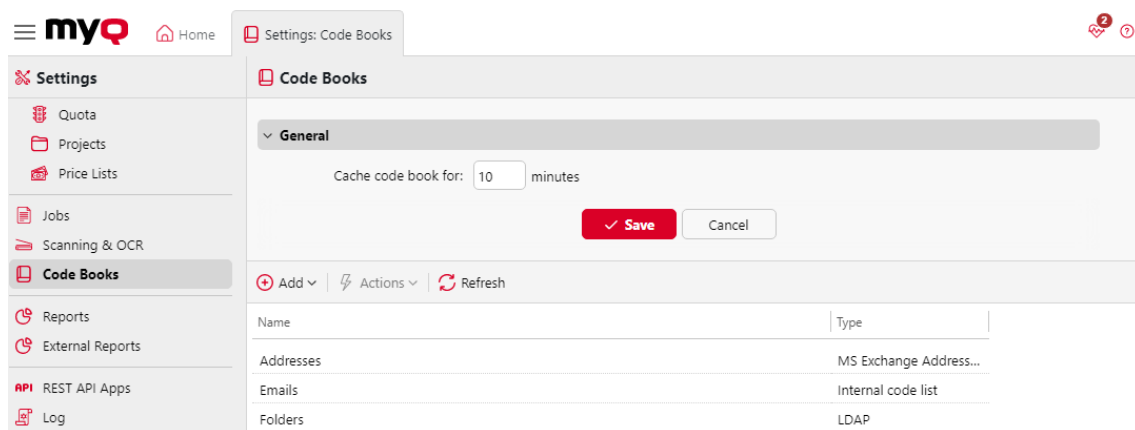 myQ Home Settings: Code Books 2
Settings
Quota
Projects
Price Lists
Jobs
Scanning & OCR
Code Books
Reports
External Reports
API REST API Apps
Log
Code Books
General
Cache code book for: 10 minutes
Save Cancel
Add Actions Refresh
Name Type
Addresses MS Exchange Address...
Emails Internal code list
Folders LDAP